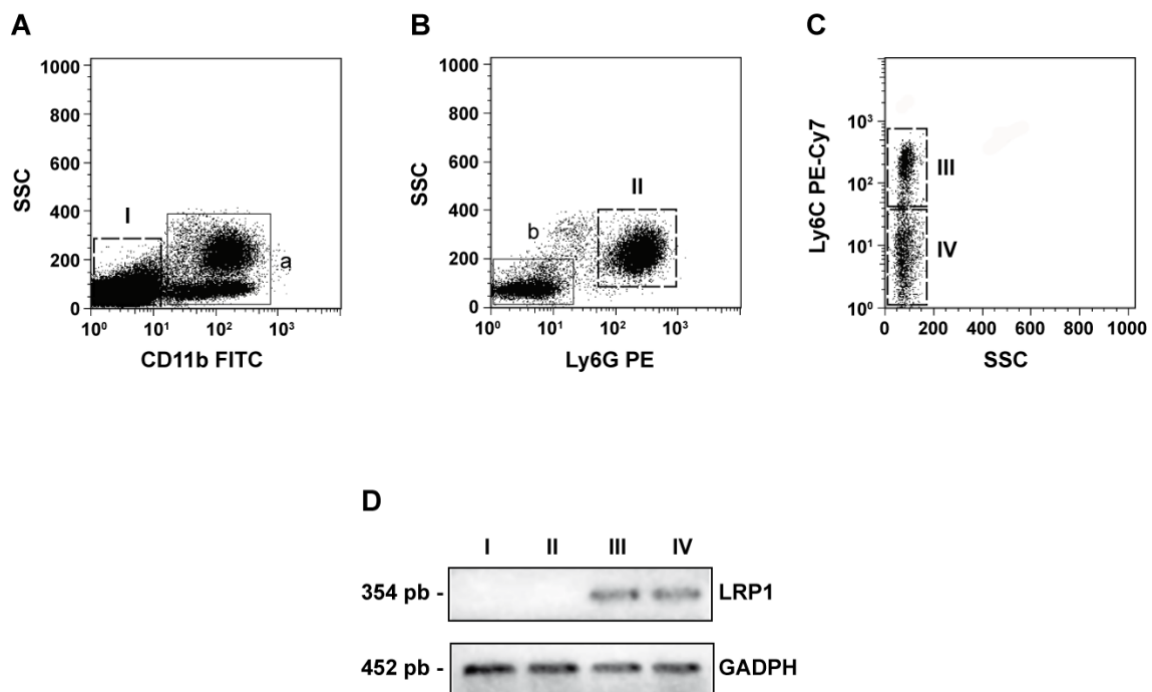 A
SSC
1000
800
600
400
200
0
I
a
10⁰ 10¹ 10² 10³
CD11b FITC
B
SSC
1000
800
600
400
200
0
II
b
10⁰ 10¹ 10² 10³
Ly6G PE
C
Ly6C PE-Cy7
10³
10²
10¹
10⁰
III
IV
0 200 400 600 800 1000
SSC
D
I II III IV
354 pb - LRP1
452 pb - GADPH